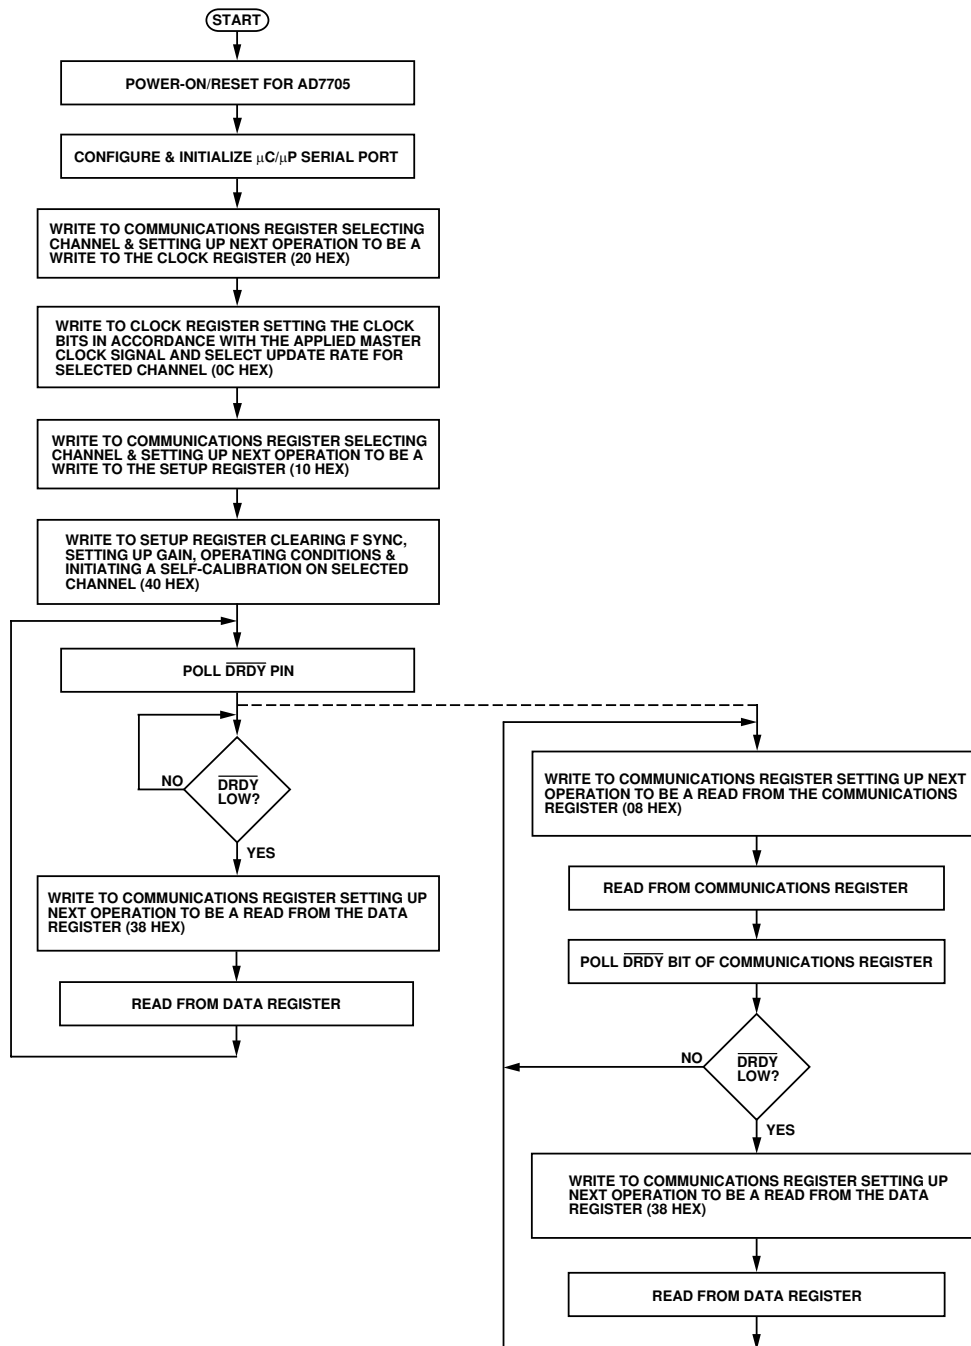 START
POWER-ON/RESET FOR AD7705
CONFIGURE & INITIALIZE µC/µP SERIAL PORT
WRITE TO COMMUNICATIONS REGISTER SELECTING
CHANNEL & SETTING UP NEXT OPERATION TO BE A
WRITE TO THE CLOCK REGISTER (20 HEX)
WRITE TO CLOCK REGISTER SETTING THE CLOCK
BITS IN ACCORDANCE WITH THE APPLIED MASTER
CLOCK SIGNAL AND SELECT UPDATE RATE FOR
SELECTED CHANNEL (0C HEX)
WRITE TO COMMUNICATIONS REGISTER SELECTING
CHANNEL & SETTING UP NEXT OPERATION TO BE A
WRITE TO THE SETUP REGISTER (10 HEX)
WRITE TO SETUP REGISTER CLEARING F SYNC,
SETTING UP GAIN, OPERATING CONDITIONS &
INITIATING A SELF-CALIBRATION ON SELECTED
CHANNEL (40 HEX)
POLL DRDY PIN
NO
DRDY
LOW?
YES
WRITE TO COMMUNICATIONS REGISTER SETTING UP
NEXT OPERATION TO BE A READ FROM THE DATA
REGISTER (38 HEX)
READ FROM DATA REGISTER
WRITE TO COMMUNICATIONS REGISTER SETTING UP NEXT
OPERATION TO BE A READ FROM THE COMMUNICATIONS
REGISTER (08 HEX)
READ FROM COMMUNICATIONS REGISTER
POLL DRDY BIT OF COMMUNICATIONS REGISTER
NO
DRDY
LOW?
YES
WRITE TO COMMUNICATIONS REGISTER SETTING UP
NEXT OPERATION TO BE A READ FROM THE DATA
REGISTER (38 HEX)
READ FROM DATA REGISTER